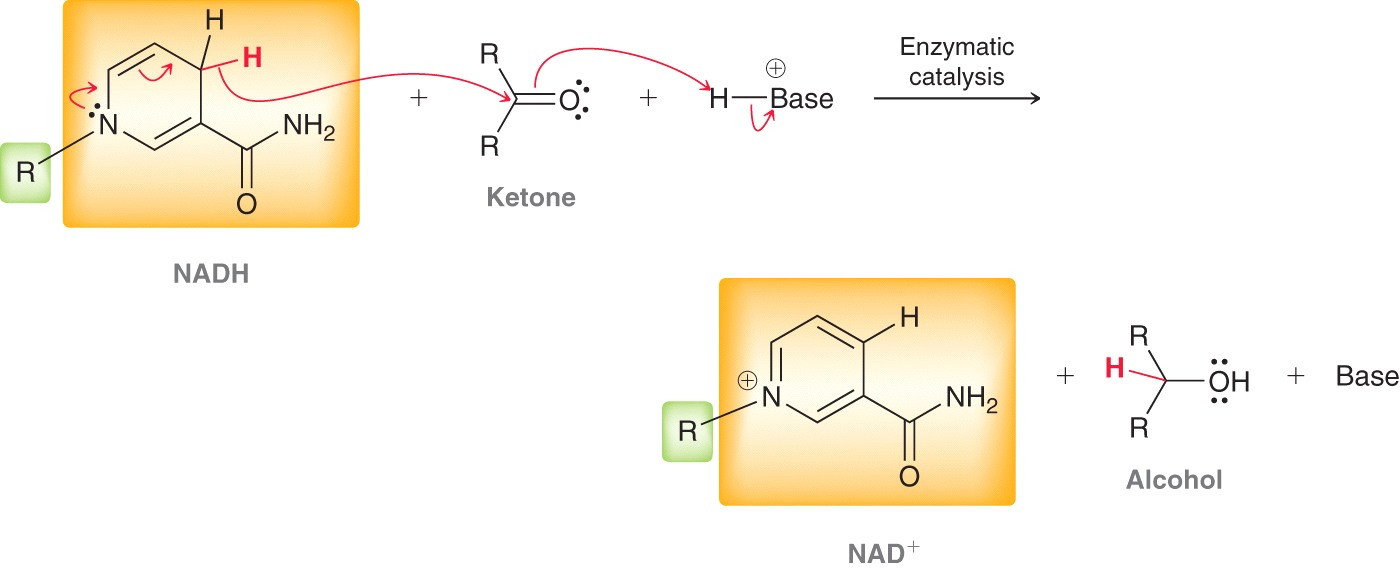 H
H
N
R
NH₂
O
NADH
+
R
O
R
Ketone
+
H
⊕
Base
Enzymatic
catalysis
H
⊕
N
R
NH₂
O
NAD⁺
+
R
H
OH
R
Alcohol
+
Base